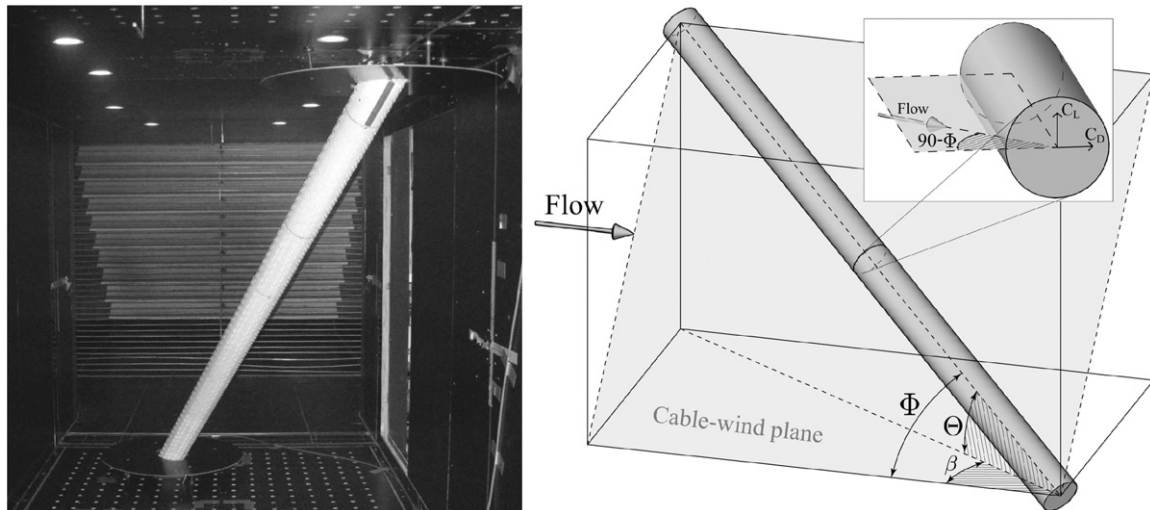 Flow
90-Φ
C_L
C_D
Flow
Φ
Θ
β
Cable-wind plane